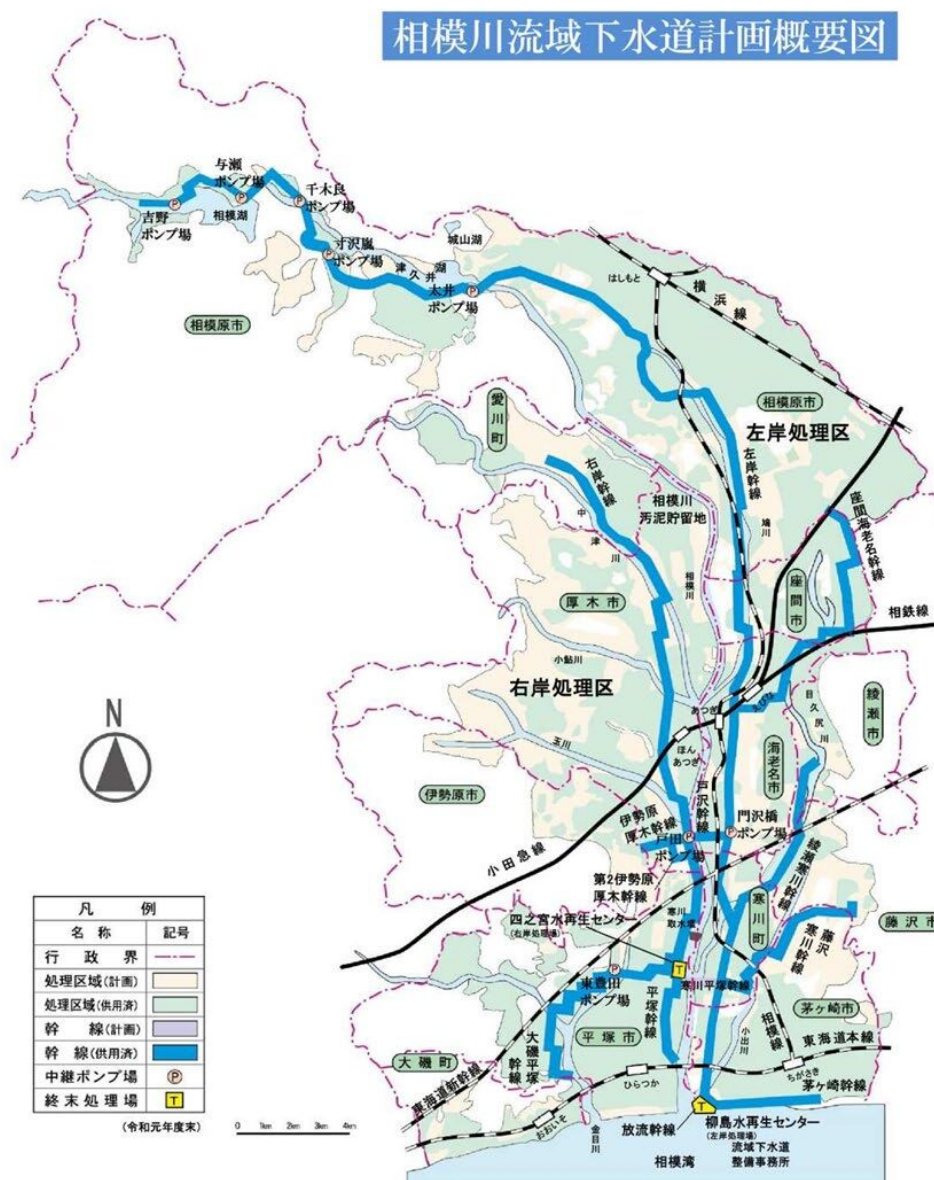 相模川流域下水道計画概要図
与瀬
ポンプ場
千木良
ポンプ場
吉野
ポンプ場
相模湖
寸沢嵐
ポンプ場
城山湖
津久井湖
太井
ポンプ場
はしもと
横浜線
相模原市
愛川町
相模原市
左岸処理区
右岸幹線
左岸幹線
相模川
汚泥貯留地
座間海老名幹線
中津川
鳩川
相模川
座間市
厚木市
相鉄線
小鮎川
右岸処理区
あつぎ
えびな
目久尻川
綾瀬市
玉川
ほん
あつぎ
海老名市
N
伊勢原市
戸沢幹線
伊勢原
厚木幹線
門沢橋
ポンプ場
戸田
ポンプ場
小田急線
綾瀬寒川幹線
第2伊勢原
厚木幹線
四之宮水再生センター
(右岸処理場)
寒川
取水堰
寒川町
藤沢
寒川幹線
藤沢市
T
寒川平塚幹線
東豊田
ポンプ場
平塚幹線
茅ヶ崎市
大磯平塚
幹線
平塚市
相模線
小出川
東海道本線
大磯町
東海道新幹線
ひらつか
ちがさき
茅ヶ崎幹線
おおいそ
金目川
放流幹線
T
柳島水再生センター
(左岸処理場)
流域下水道
整備事務所
相模湾
凡例
名称 記号
行政界
処理区域(計画)
処理区域(供用済)
幹線(計画)
幹線(供用済)
中継ポンプ場 P
終末処理場 T
(令和元年度末)
0 1km 2km 3km 4km